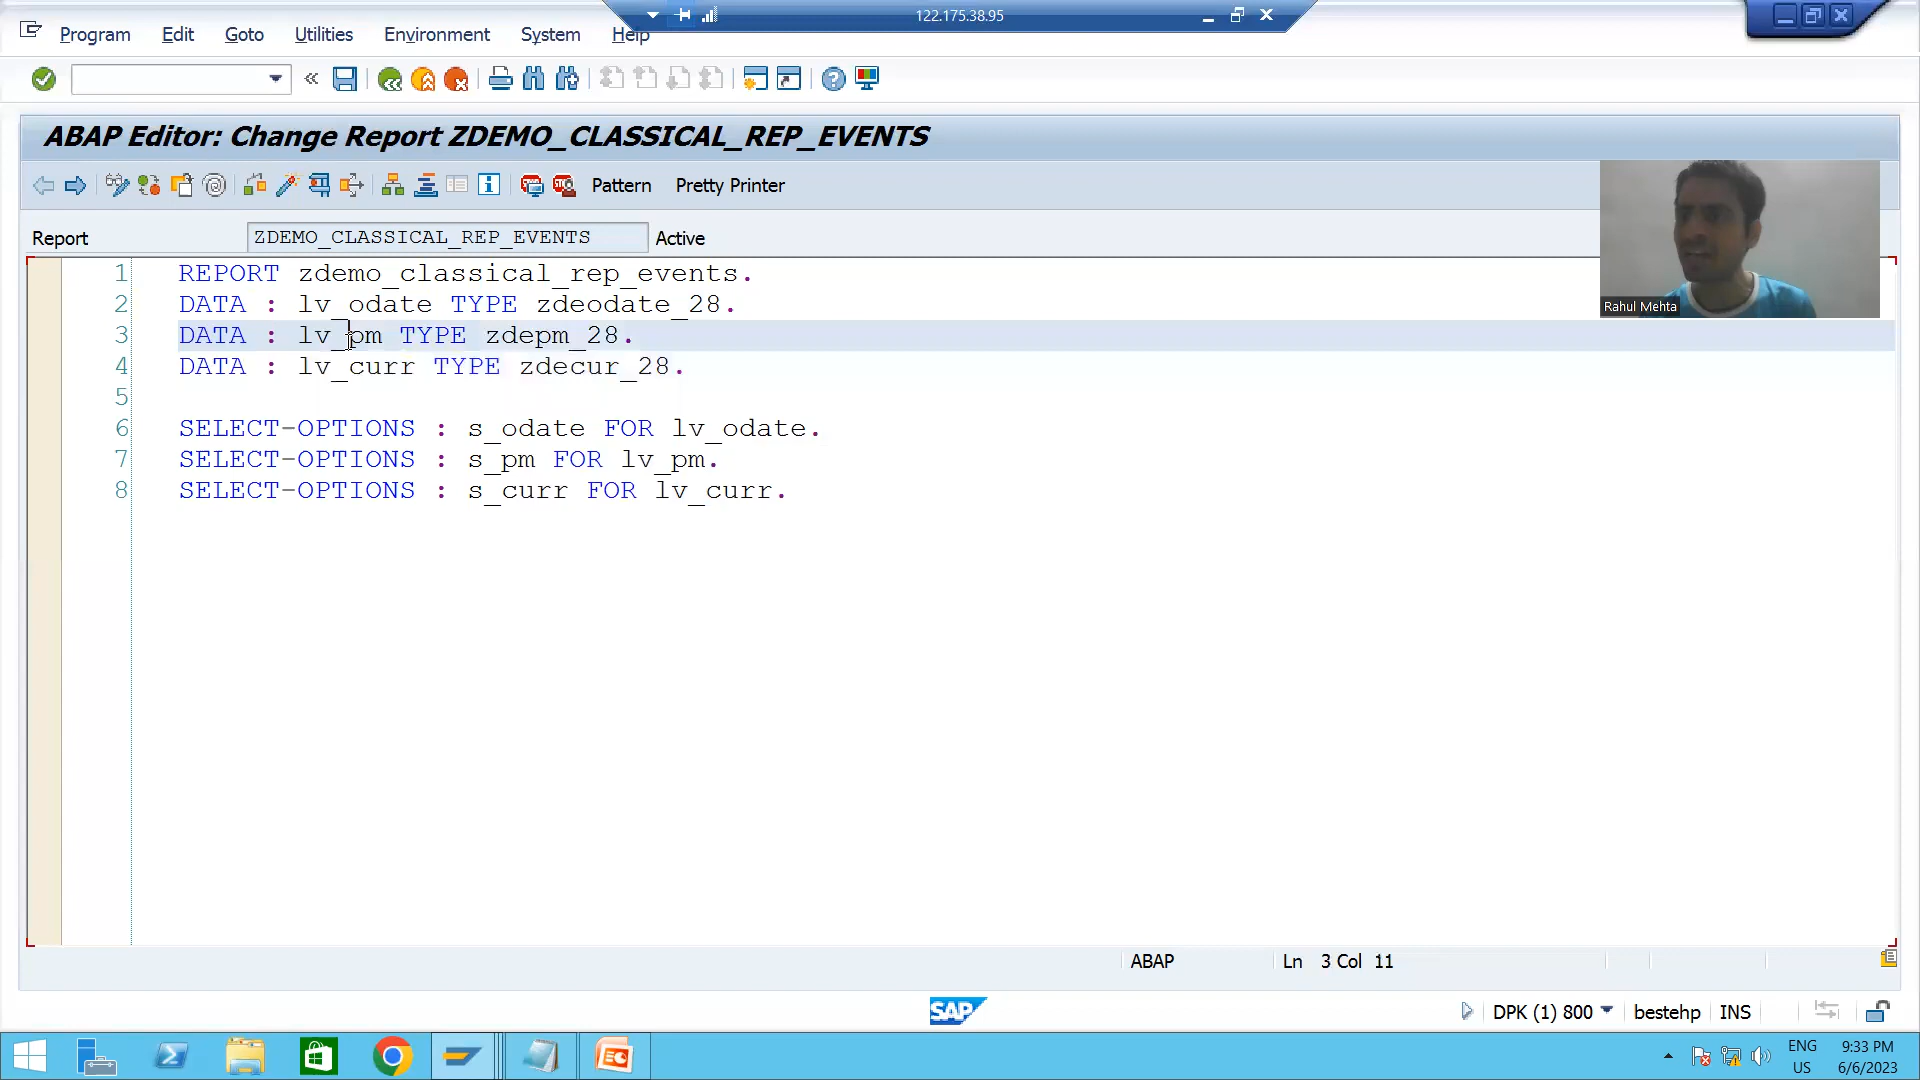 122.175.38.95
Program Edit Goto Utilities Environment System Help
ABAP Editor: Change Report ZDEMO_CLASSICAL_REP_EVENTS
Pattern Pretty Printer
Report ZDEMO_CLASSICAL_REP_EVENTS Active
Rahul Mehta
1 REPORT zdemo_classical_rep_events.
2 DATA : lv_odate TYPE zdeodate_28.
3 DATA : lv_pm TYPE zdepm_28.
4 DATA : lv_curr TYPE zdecur_28.
5
6 SELECT-OPTIONS : s_odate FOR lv_odate.
7 SELECT-OPTIONS : s_pm FOR lv_pm.
8 SELECT-OPTIONS : s_curr FOR lv_curr.
ABAP Ln 3 Col 11
SAP DPK (1) 800 bestehp INS
ENG 9:33 PM
US 6/6/2023